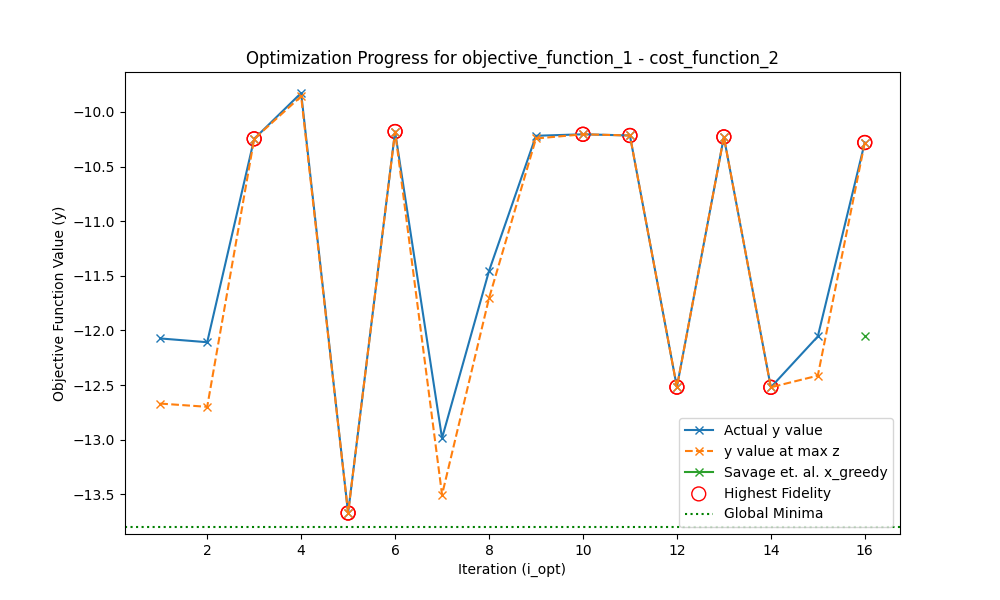 Optimization Progress for objective_function_1 - cost_function_2
Objective Function Value (y)
−10.0
−10.5
−11.0
−11.5
−12.0
−12.5
−13.0
−13.5
Actual y value
y value at max z
Savage et. al. x_greedy
Highest Fidelity
Global Minima
2 4 6 8 10 12 14 16
Iteration (i_opt)